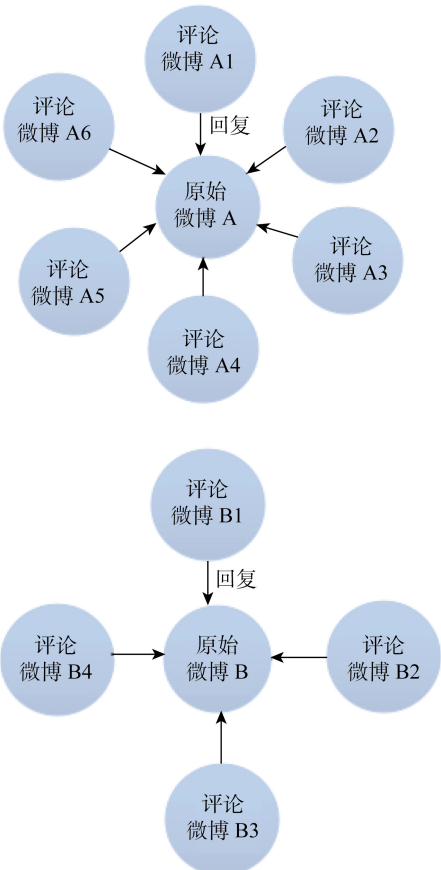 评论
微博 A1
评论
微博 A6
回复
评论
微博 A2
原始
微博 A
评论
微博 A5
评论
微博 A3
评论
微博 A4
评论
微博 B1
回复
评论
微博 B4
原始
微博 B
评论
微博 B2
评论
微博 B3